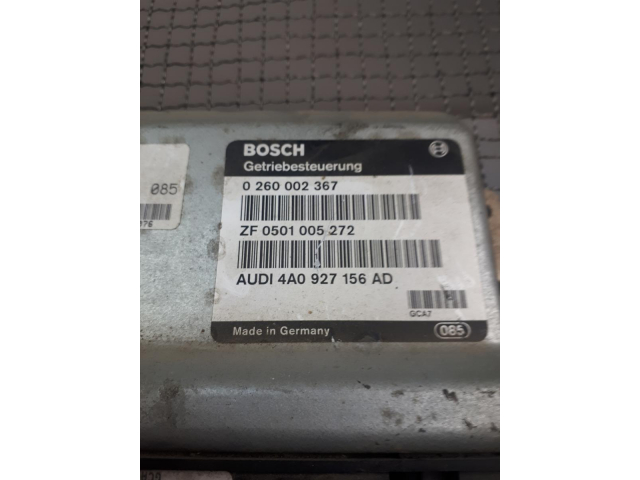 BOSCH
Getriebesteuerung
0 260 002 367
ZF 0501 005 272
AUDI 4A0 927 156 AD
GCA7
Made in Germany
085
085